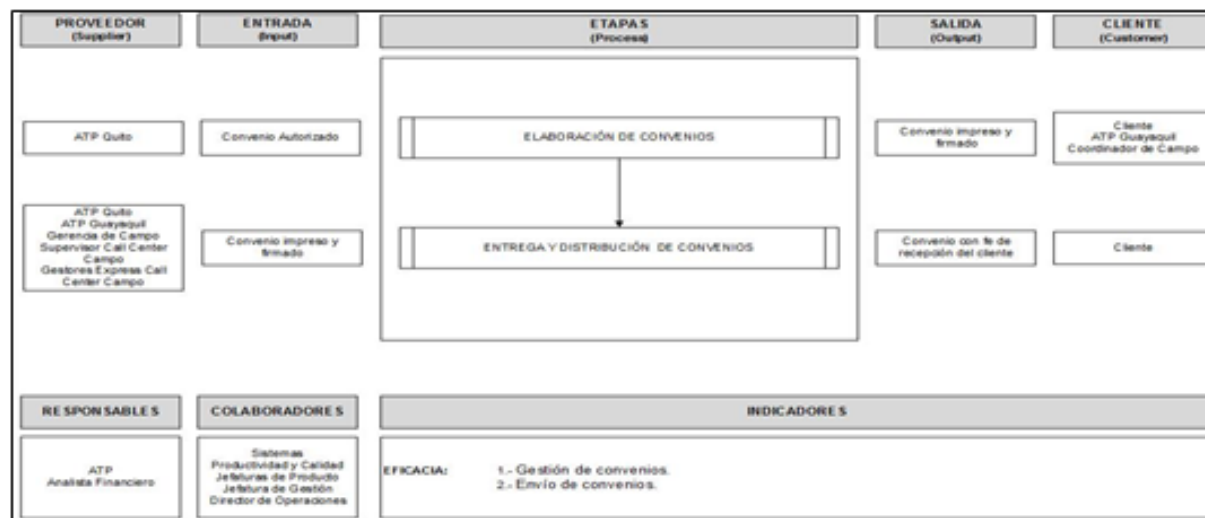 PROVEEDOR
(Supplier)
ENTRADA
(Input)
ETAPAS
(Process)
SALIDA
(Output)
CLIENTE
(Customer)
ATP Quito
Convenio Autorizado
ELABORACIÓN DE CONVENIOS
Convenio impreso y
firmado
Cliente
ATP Guayaquil
Coordinador de Campo
ATP Quito
ATP Guayaquil
Gerencia de Campo
Supervisor Call Center
Campo
Gestores Express Call
Center Campo
Convenio impreso y
firmado
ENTREGA Y DISTRIBUCIÓN DE CONVENIOS
Convenio con fe de
recepción del cliente
Cliente
RESPONSABLES
COLABORADORES
INDICADORES
ATP
Analista Financiero
Sistemas
Productividad y Calidad
Jefaturas de Producto
Jefatura de Gestión
Director de Operaciones
EFICACIA: 1.- Gestión de convenios.
2.- Envío de convenios.